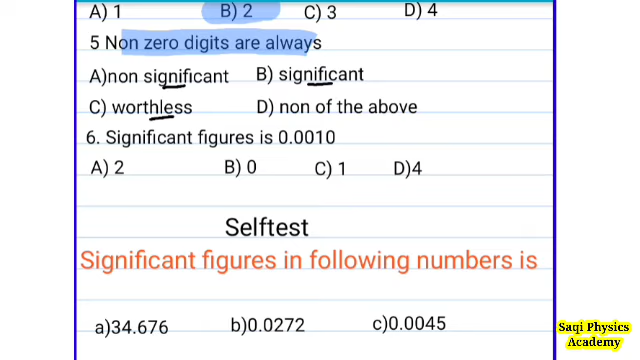 A) 1 B) 2 C) 3 D) 4
5 Non zero digits are always
A)non significant B) significant
C) worthless D) non of the above
6. Significant figures is 0.0010
A) 2 B) 0 C) 1 D)4
Selftest
Significant figures in following numbers is
a)34.676 b)0.0272 c)0.0045
Saqi Physics
Academy